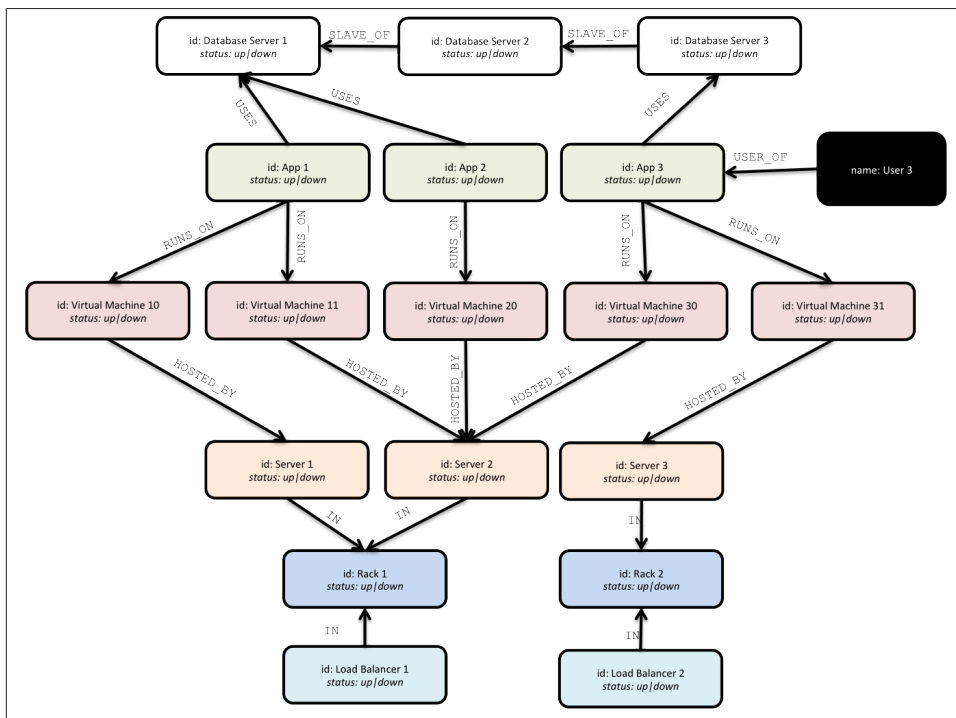 id: Database Server 1
status: up|down
SLAVE_OF
id: Database Server 2
status: up|down
SLAVE_OF
id: Database Server 3
status: up|down
USES
USES
USES
id: App 1
status: up|down
id: App 2
status: up|down
id: App 3
status: up|down
USER_OF
name: User 3
RUNS_ON
RUNS_ON
RUNS_ON
RUNS_ON
RUNS_ON
id: Virtual Machine 10
status: up|down
id: Virtual Machine 11
status: up|down
id: Virtual Machine 20
status: up|down
id: Virtual Machine 30
status: up|down
id: Virtual Machine 31
status: up|down
HOSTED_BY
HOSTED_BY
HOSTED_BY
HOSTED_BY
HOSTED_BY
id: Server 1
status: up|down
id: Server 2
status: up|down
id: Server 3
status: up|down
IN
IN
IN
id: Rack 1
status: up|down
id: Rack 2
status: up|down
IN
IN
id: Load Balancer 1
status: up|down
id: Load Balancer 2
status: up|down